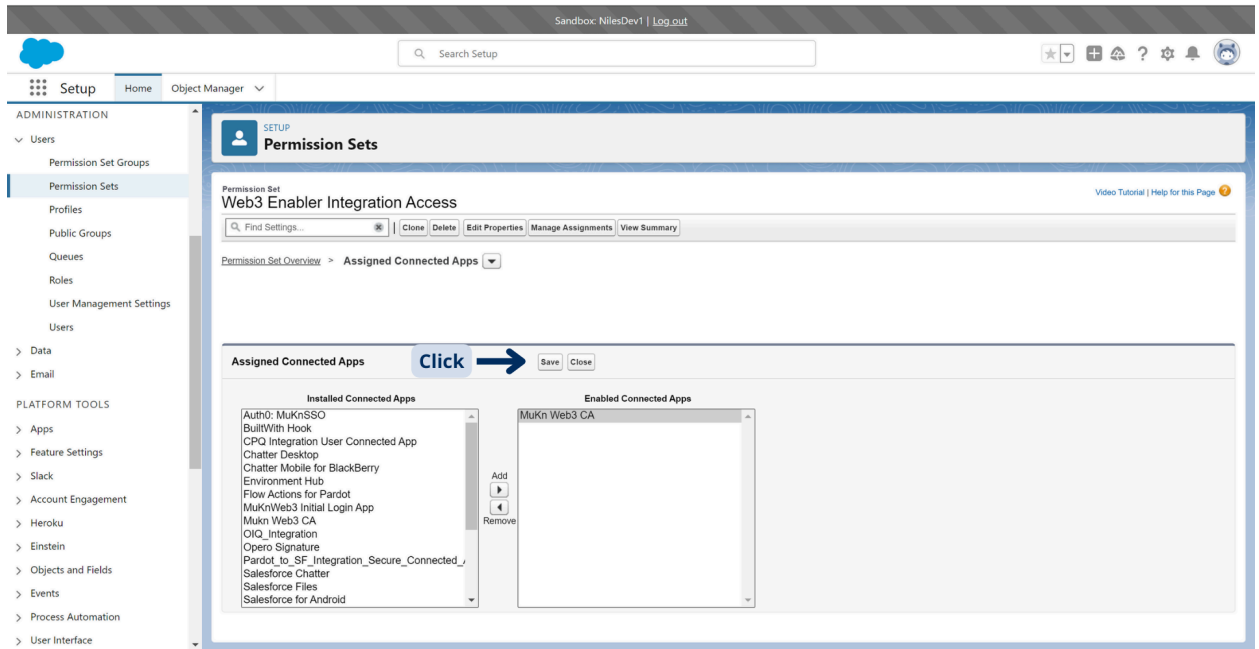 Sandbox: NilesDev1 | Log out
Search Setup
Setup
Home
Object Manager
ADMINISTRATION
Users
Permission Set Groups
Permission Sets
Profiles
Public Groups
Queues
Roles
User Management Settings
Users
Data
Email
PLATFORM TOOLS
Apps
Feature Settings
Slack
Account Engagement
Heroku
Einstein
Objects and Fields
Events
Process Automation
User Interface
SETUP
Permission Sets
Permission Set
Web3 Enabler Integration Access
Video Tutorial | Help for this Page
Find Settings...
Clone
Delete
Edit Properties
Manage Assignments
View Summary
Permission Set Overview > Assigned Connected Apps
Assigned Connected Apps
Click
Save
Close
Installed Connected Apps
Auth0: MuKnSSO
BuiltWith Hook
CPQ Integration User Connected App
Chatter Desktop
Chatter Mobile for BlackBerry
Environment Hub
Flow Actions for Pardot
MuKnWeb3 Initial Login App
Mukn Web3 CA
OIQ_Integration
Opero Signature
Pardot_to_SF_Integration_Secure_Connected_
Salesforce Chatter
Salesforce Files
Salesforce for Android
Add
Remove
Enabled Connected Apps
MuKn Web3 CA